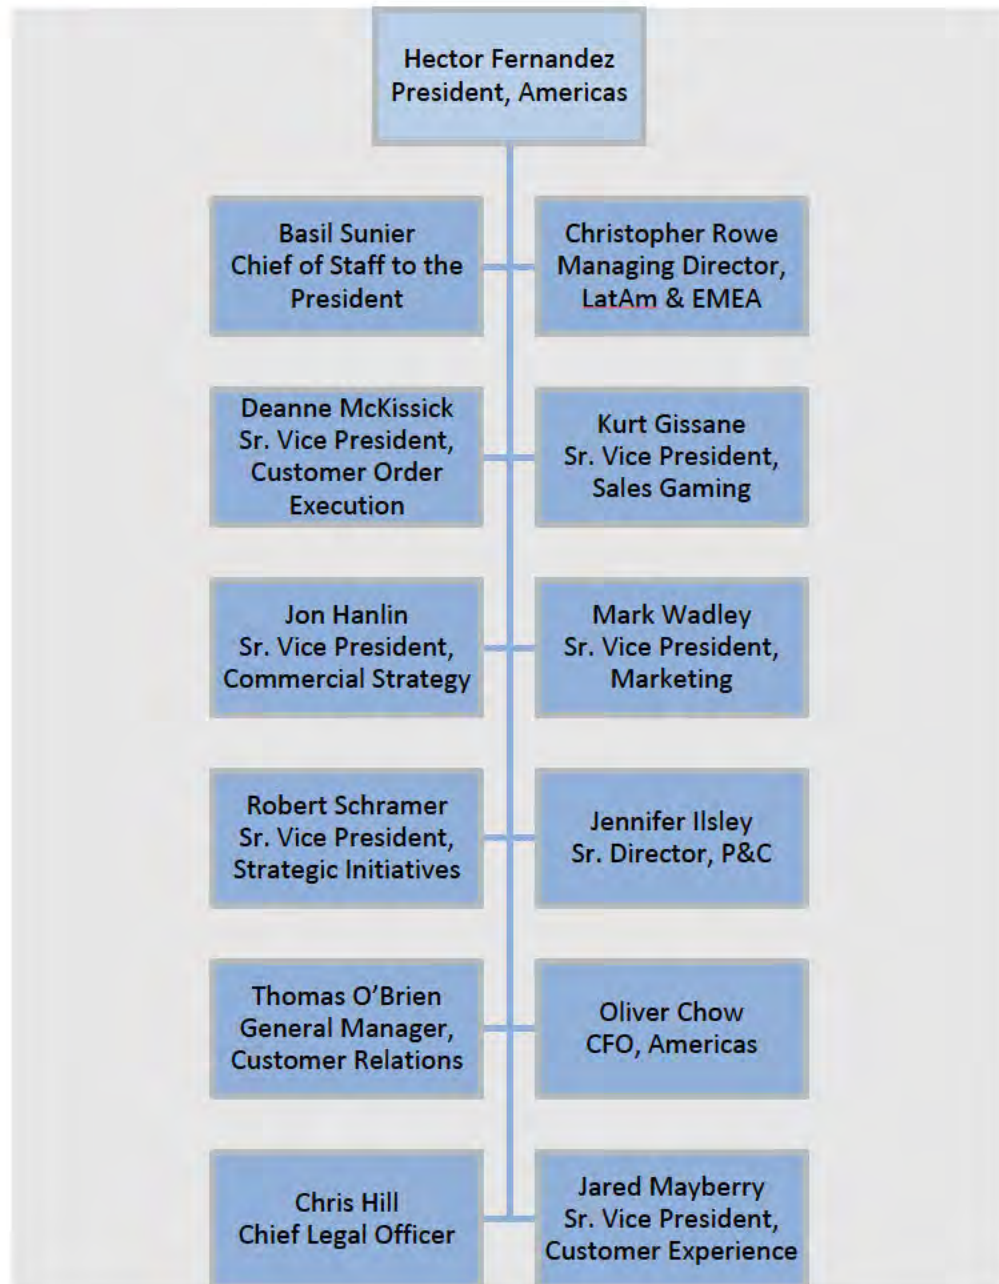 Hector Fernandez
President, Americas
Basil Sunier
Chief of Staff to the
President
Christopher Rowe
Managing Director,
LatAm & EMEA
Deanne McKissick
Sr. Vice President,
Customer Order
Execution
Kurt Gissane
Sr. Vice President,
Sales Gaming
Jon Hanlin
Sr. Vice President,
Commercial Strategy
Mark Wadley
Sr. Vice President,
Marketing
Robert Schramer
Sr. Vice President,
Strategic Initiatives
Jennifer Ilsley
Sr. Director, P&C
Thomas O’Brien
General Manager,
Customer Relations
Oliver Chow
CFO, Americas
Chris Hill
Chief Legal Officer
Jared Mayberry
Sr. Vice President,
Customer Experience